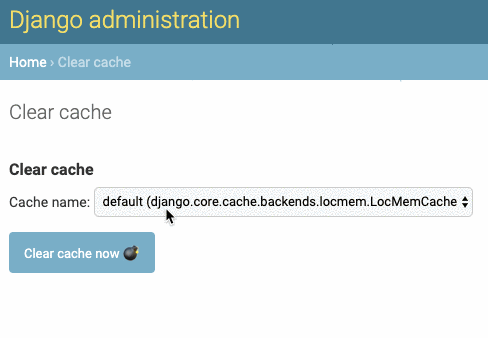 Django administration
Home › Clear cache
Clear cache
Clear cache
Cache name: default (django.core.cache.backends.locmem.LocMemCache
Clear cache now 💣